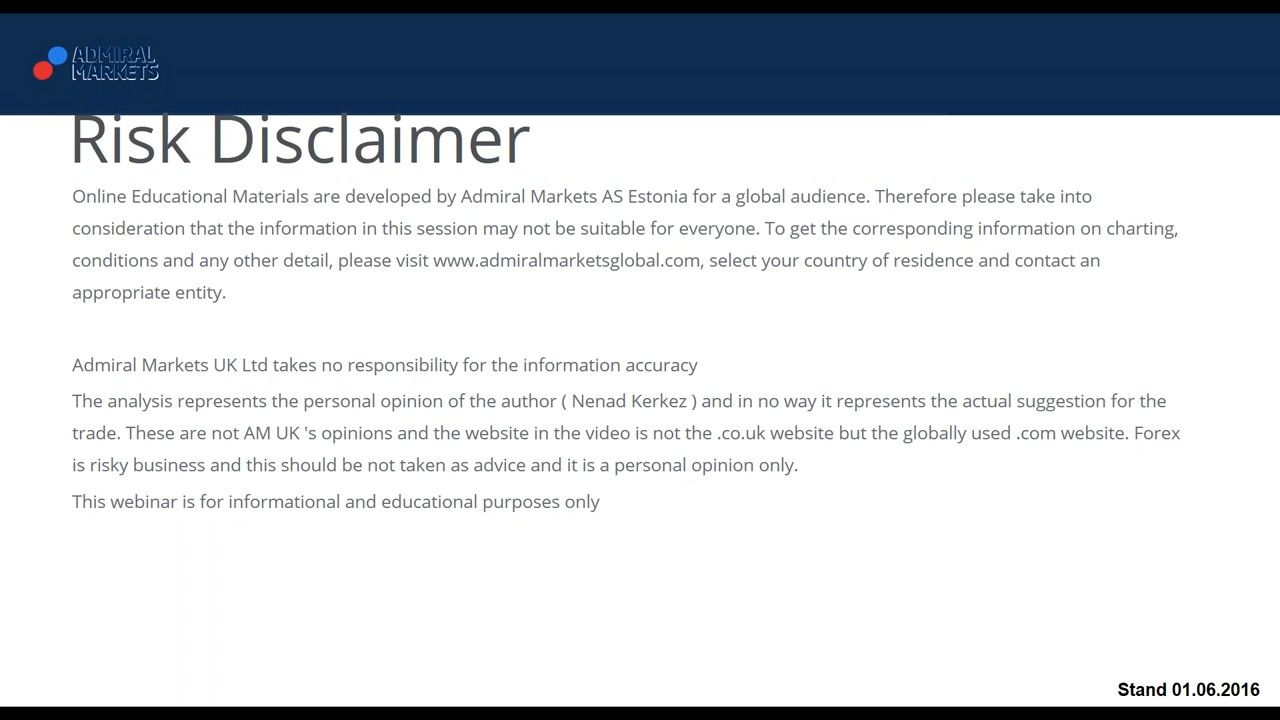 ADMIRAL
MARKETS
Risk Disclaimer
Online Educational Materials are developed by Admiral Markets AS Estonia for a global audience. Therefore please take into
consideration that the information in this session may not be suitable for everyone. To get the corresponding information on charting,
conditions and any other detail, please visit www.admiralmarketsglobal.com, select your country of residence and contact an
appropriate entity.
Admiral Markets UK Ltd takes no responsibility for the information accuracy
The analysis represents the personal opinion of the author ( Nenad Kerkez ) and in no way it represents the actual suggestion for the
trade. These are not AM UK 's opinions and the website in the video is not the .co.uk website but the globally used .com website. Forex
is risky business and this should be not taken as advice and it is a personal opinion only.
This webinar is for informational and educational purposes only
Stand 01.06.2016